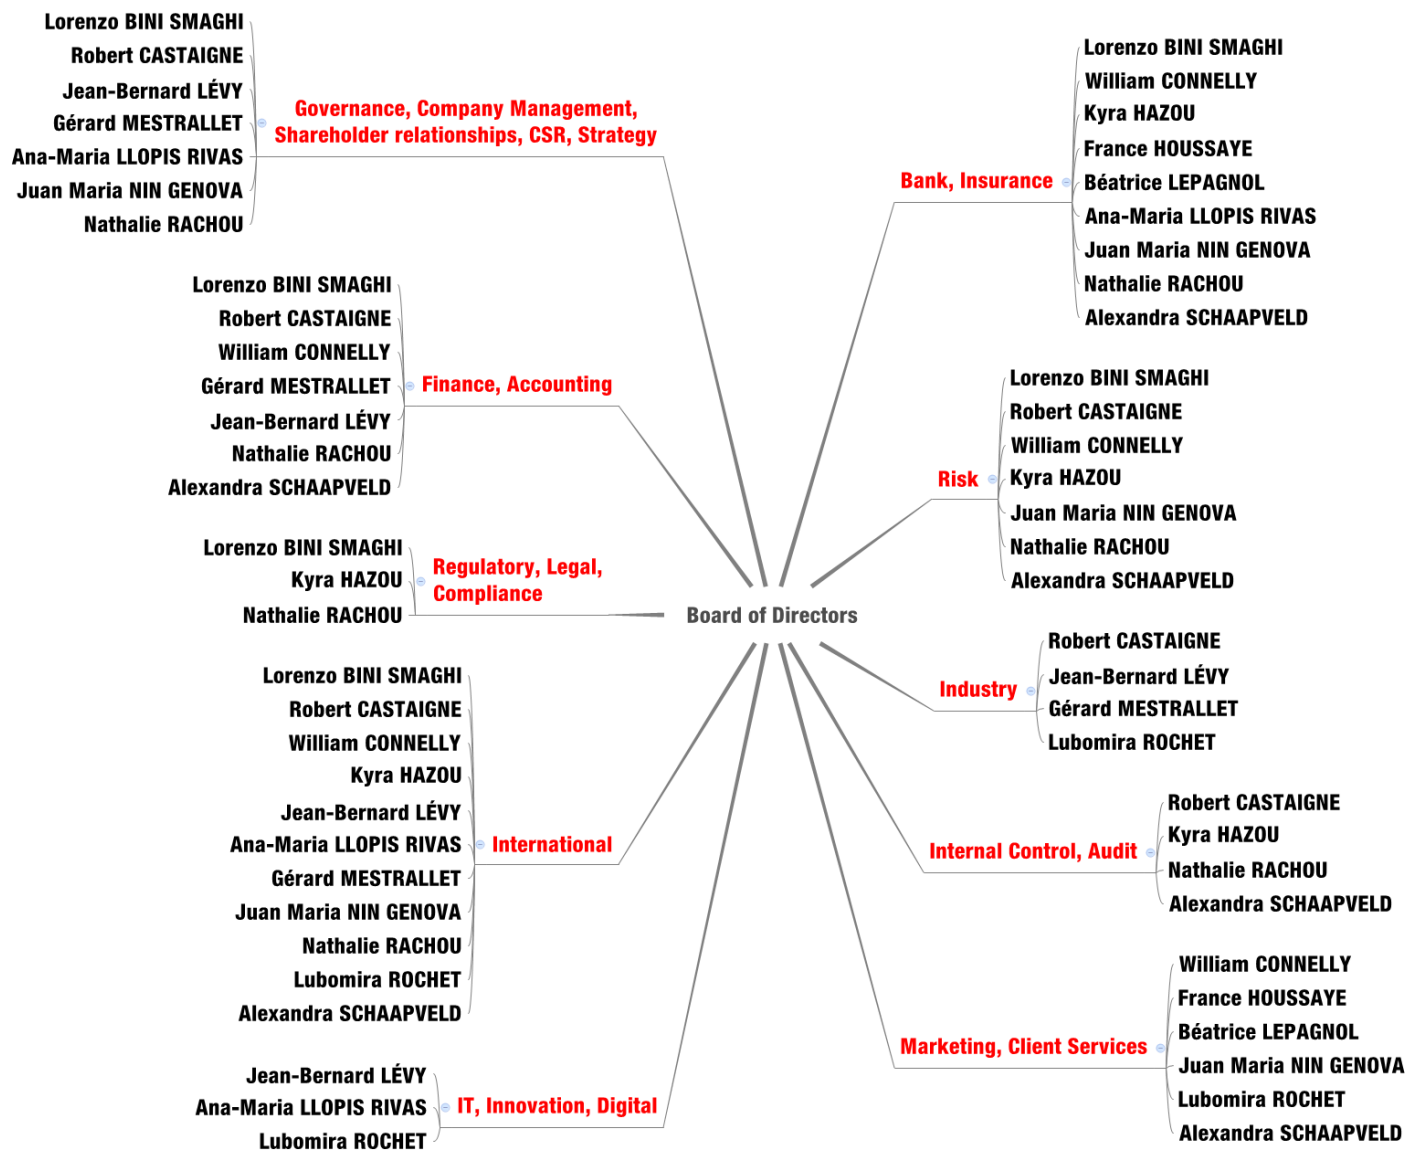 Lorenzo BINI SMAGHI
Robert CASTAIGNE
Jean-Bernard LÉVY
Gérard MESTRALLET
Ana-Maria LLOPIS RIVAS
Juan Maria NIN GENOVA
Nathalie RACHOU
Governance, Company Management,
Shareholder relationships, CSR, Strategy
Lorenzo BINI SMAGHI
Robert CASTAIGNE
William CONNELLY
Gérard MESTRALLET
Jean-Bernard LÉVY
Nathalie RACHOU
Alexandra SCHAAPVELD
Finance, Accounting
Lorenzo BINI SMAGHI
Kyra HAZOU
Nathalie RACHOU
Regulatory, Legal,
Compliance
Lorenzo BINI SMAGHI
Robert CASTAIGNE
William CONNELLY
Kyra HAZOU
Jean-Bernard LÉVY
Ana-Maria LLOPIS RIVAS
Gérard MESTRALLET
Juan Maria NIN GENOVA
Nathalie RACHOU
Lubomira ROCHET
Alexandra SCHAAPVELD
International
Jean-Bernard LÉVY
Ana-Maria LLOPIS RIVAS
Lubomira ROCHET
IT, Innovation, Digital
Board of Directors
Bank, Insurance
Lorenzo BINI SMAGHI
William CONNELLY
Kyra HAZOU
France HOUSSAYE
Béatrice LEPAGNOL
Ana-Maria LLOPIS RIVAS
Juan Maria NIN GENOVA
Nathalie RACHOU
Alexandra SCHAAPVELD
Risk
Lorenzo BINI SMAGHI
Robert CASTAIGNE
William CONNELLY
Kyra HAZOU
Juan Maria NIN GENOVA
Nathalie RACHOU
Alexandra SCHAAPVELD
Industry
Robert CASTAIGNE
Jean-Bernard LÉVY
Gérard MESTRALLET
Lubomira ROCHET
Internal Control, Audit
Robert CASTAIGNE
Kyra HAZOU
Nathalie RACHOU
Alexandra SCHAAPVELD
Marketing, Client Services
William CONNELLY
France HOUSSAYE
Béatrice LEPAGNOL
Juan Maria NIN GENOVA
Lubomira ROCHET
Alexandra SCHAAPVELD